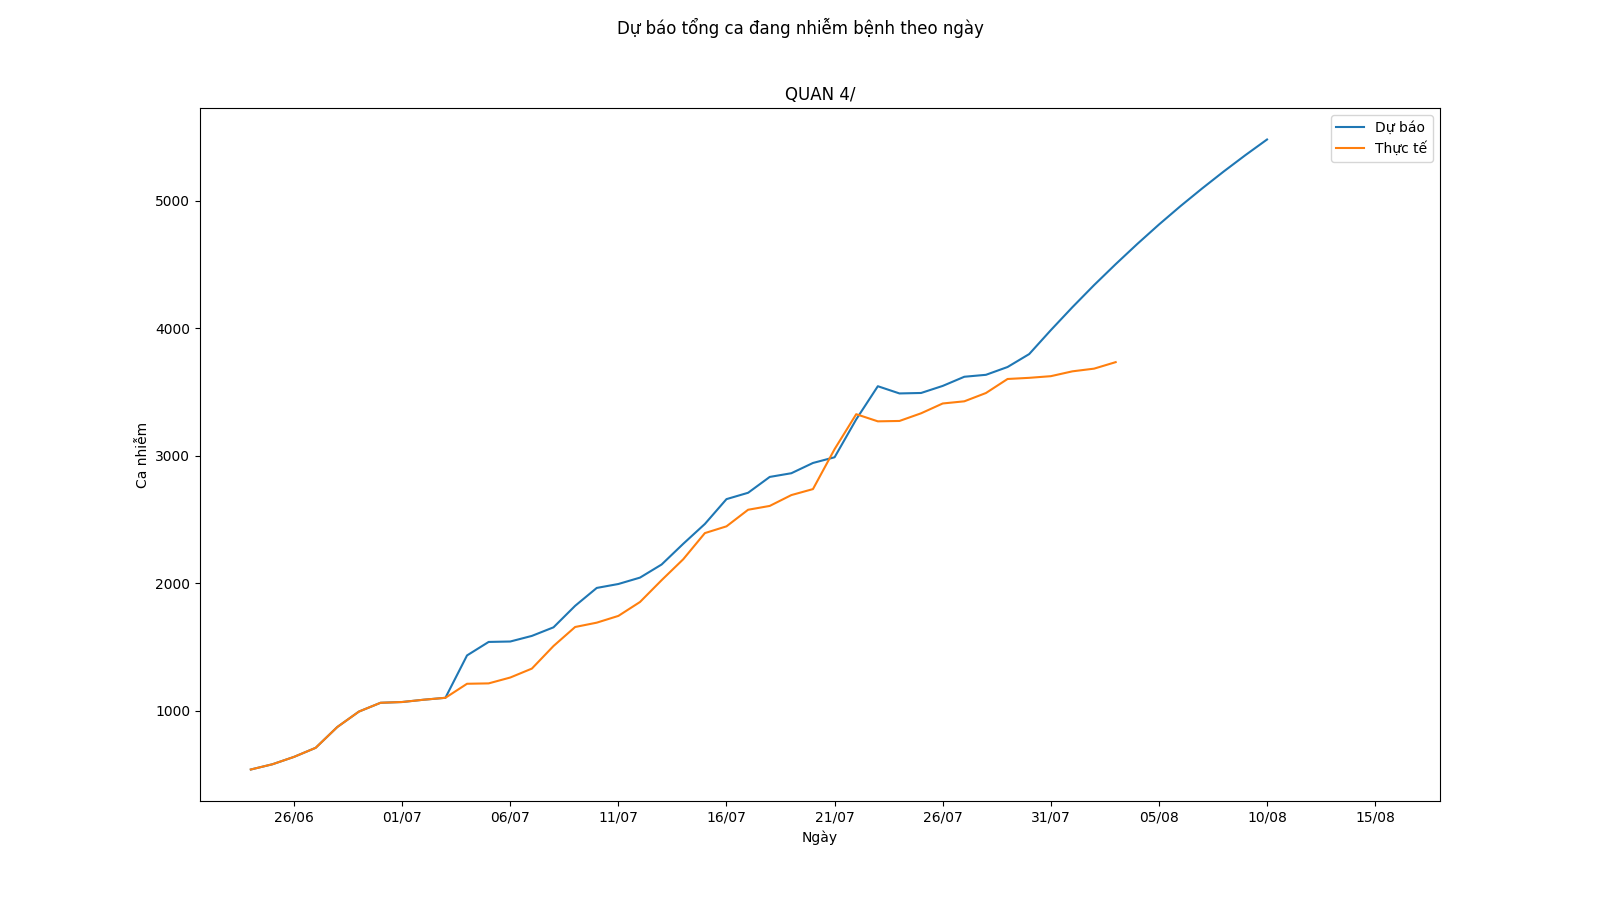 Dự báo tổng ca đang nhiễm bệnh theo ngày
QUAN 4/
Dự báo
Thực tế
5000
4000
3000
2000
1000
Ca nhiễm
26/06 01/07 06/07 11/07 16/07 21/07 26/07 31/07 05/08 10/08 15/08
Ngày